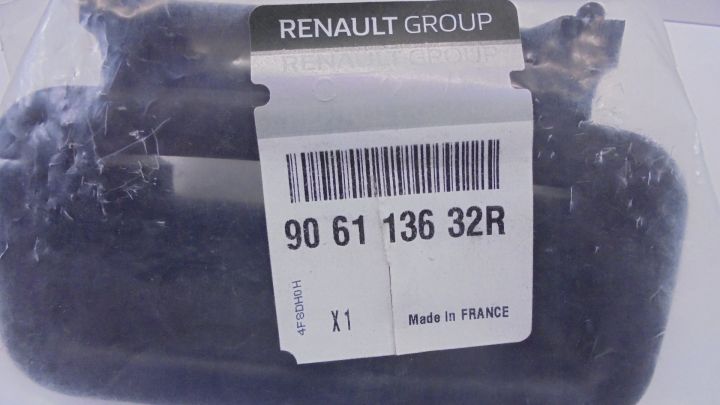 RENAULT GROUP
RENAULT GROUP
90 61 136 32R
4F8DH0H
X1
Made in FRANCE